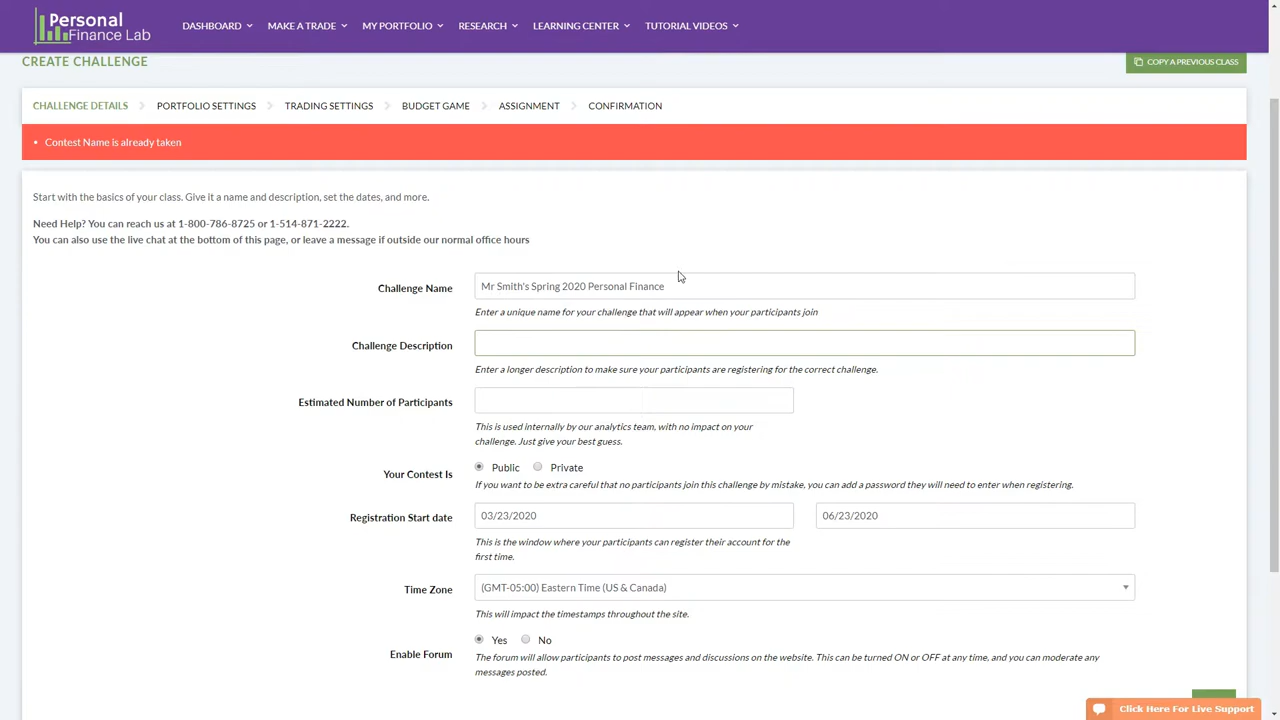 Personal
Finance Lab
DASHBOARD
MAKE A TRADE
MY PORTFOLIO
RESEARCH
LEARNING CENTER
TUTORIAL VIDEOS
CREATE CHALLENGE
COPY A PREVIOUS CLASS
CHALLENGE DETAILS
PORTFOLIO SETTINGS
TRADING SETTINGS
BUDGET GAME
ASSIGNMENT
CONFIRMATION
• Contest Name is already taken
Start with the basics of your class. Give it a name and description, set the dates, and more.
Need Help? You can reach us at 1-800-786-8725 or 1-514-871-2222.
You can also use the live chat at the bottom of this page, or leave a message if outside our normal office hours
Challenge Name
Mr Smith's Spring 2020 Personal Finance
Enter a unique name for your challenge that will appear when your participants join
Challenge Description
Enter a longer description to make sure your participants are registering for the correct challenge.
Estimated Number of Participants
This is used internally by our analytics team, with no impact on your
challenge. Just give your best guess.
Your Contest Is
Public
Private
If you want to be extra careful that no participants join this challenge by mistake, you can add a password they will need to enter when registering.
Registration Start date
03/23/2020
06/23/2020
This is the window where your participants can register their account for the
first time.
Time Zone
(GMT-05:00) Eastern Time (US & Canada)
This will impact the timestamps throughout the site.
Enable Forum
Yes
No
The forum will allow participants to post messages and discussions on the website. This can be turned ON or OFF at any time, and you can moderate any
messages posted.
Click Here For Live Support